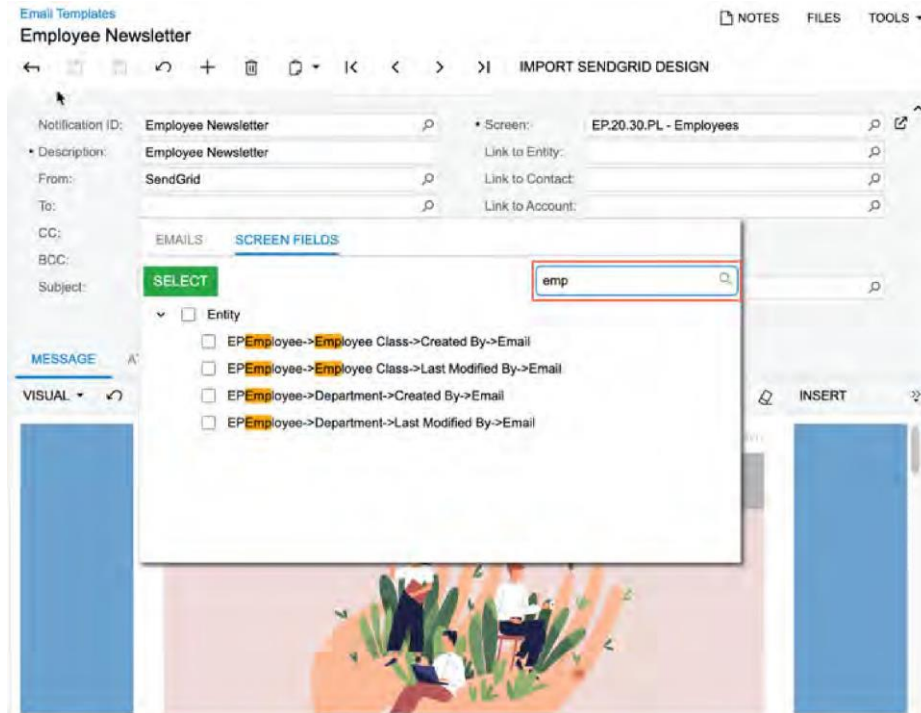 Email Templates
Employee Newsletter
NOTES FILES TOOLS
IMPORT SENDGRID DESIGN
Notification ID: Employee Newsletter * Screen: EP.20.30.PL - Employees
* Description: Employee Newsletter Link to Entity:
From: SendGrid Link to Contact:
To: Link to Account:
CC:
BCC:
Subject:
EMAILS SCREEN FIELDS
SELECT emp
Entity
EPEmployee->Employee Class->Created By->Email
EPEmployee->Employee Class->Last Modified By->Email
EPEmployee->Department->Created By->Email
EPEmployee->Department->Last Modified By->Email
MESSAGE
VISUAL INSERT